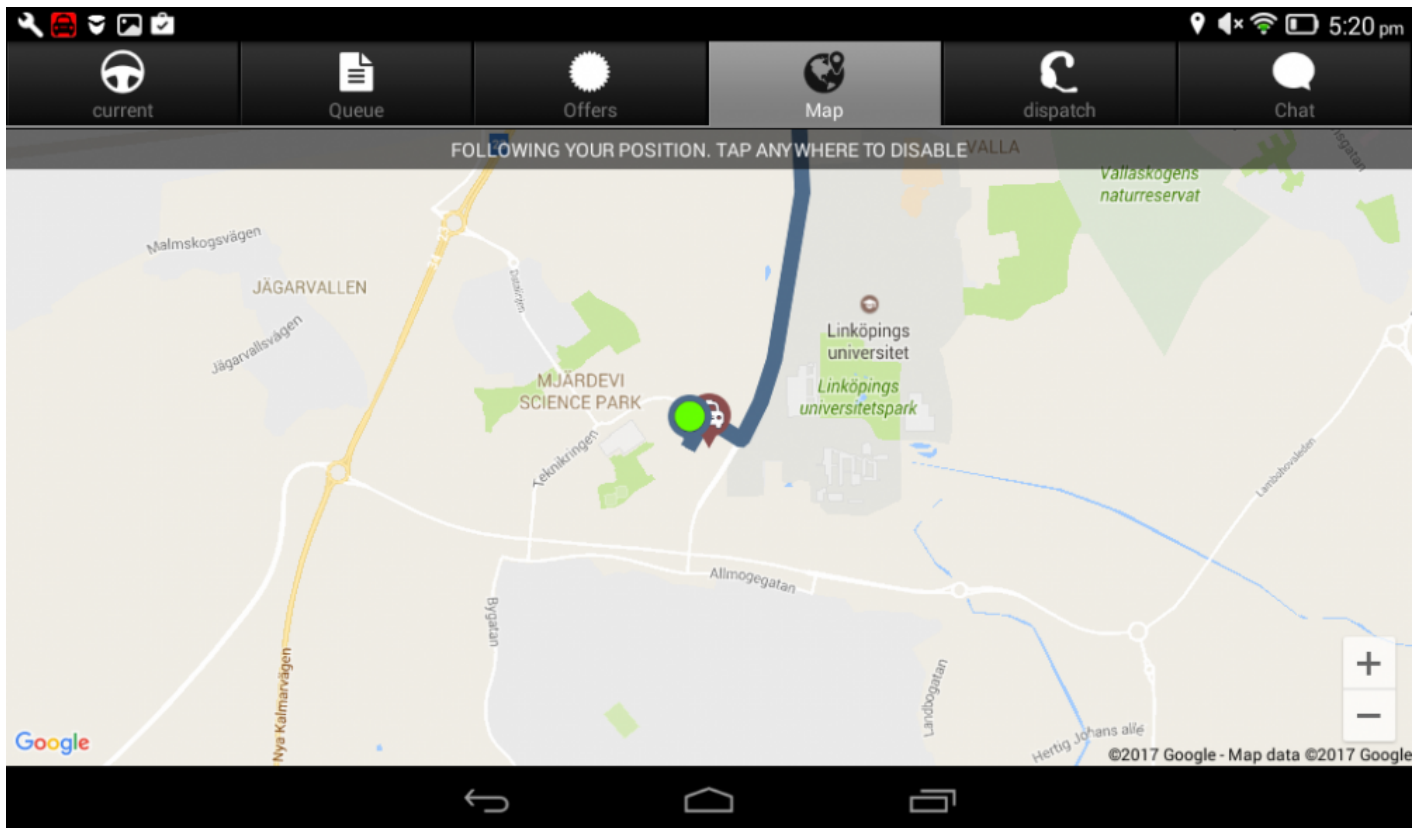 5:20 pm
current
Queue
Offers
Map
dispatch
Chat
FOLLOWING YOUR POSITION. TAP ANYWHERE TO DISABLE
VALLA
Vallaskogens
naturreservat
Malmskogsvägen
JÄGARVALLEN
Datalinjen
Jägarvallsvägen
Linköpings
universitet
MJÄRDEVI
SCIENCE PARK
Linköpings
universitetspark
Teknikringen
Lambohovsleden
Allmogegatan
Bygatan
Landbogatan
Nya Kalmarvägen
Hertig Johans allé
Google
+
−
©2017 Google - Map data ©2017 Google